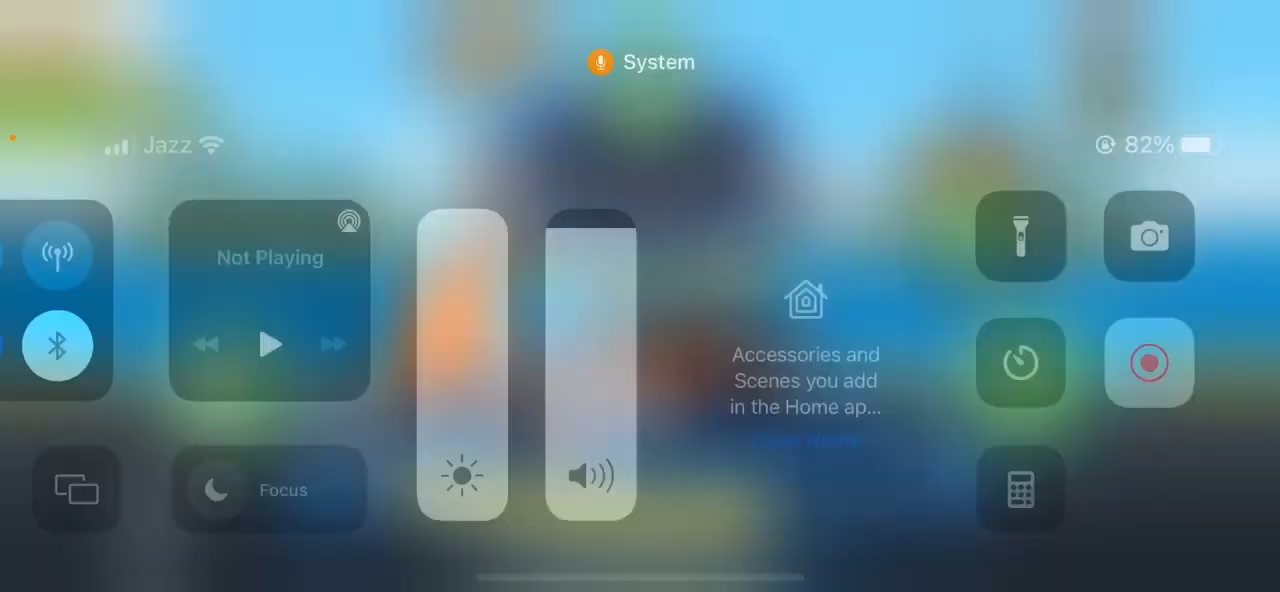 System
Jazz
82%
Not Playing
Accessories and
Scenes you add
in the Home ap...
Focus